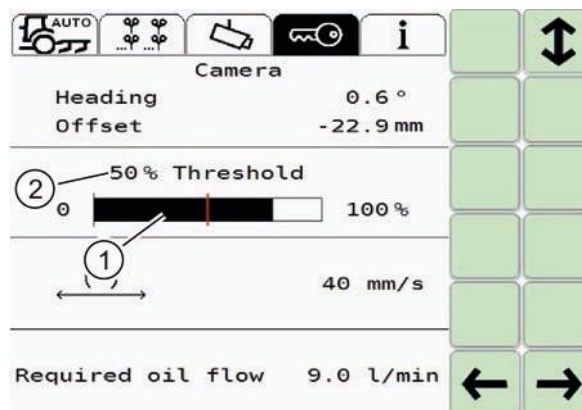 AUTO
i
Camera
Heading 0.6 °
Offset -22.9 mm
2 50 % Threshold
0 100 %
1
40 mm/s
Required oil flow 9.0 l/min